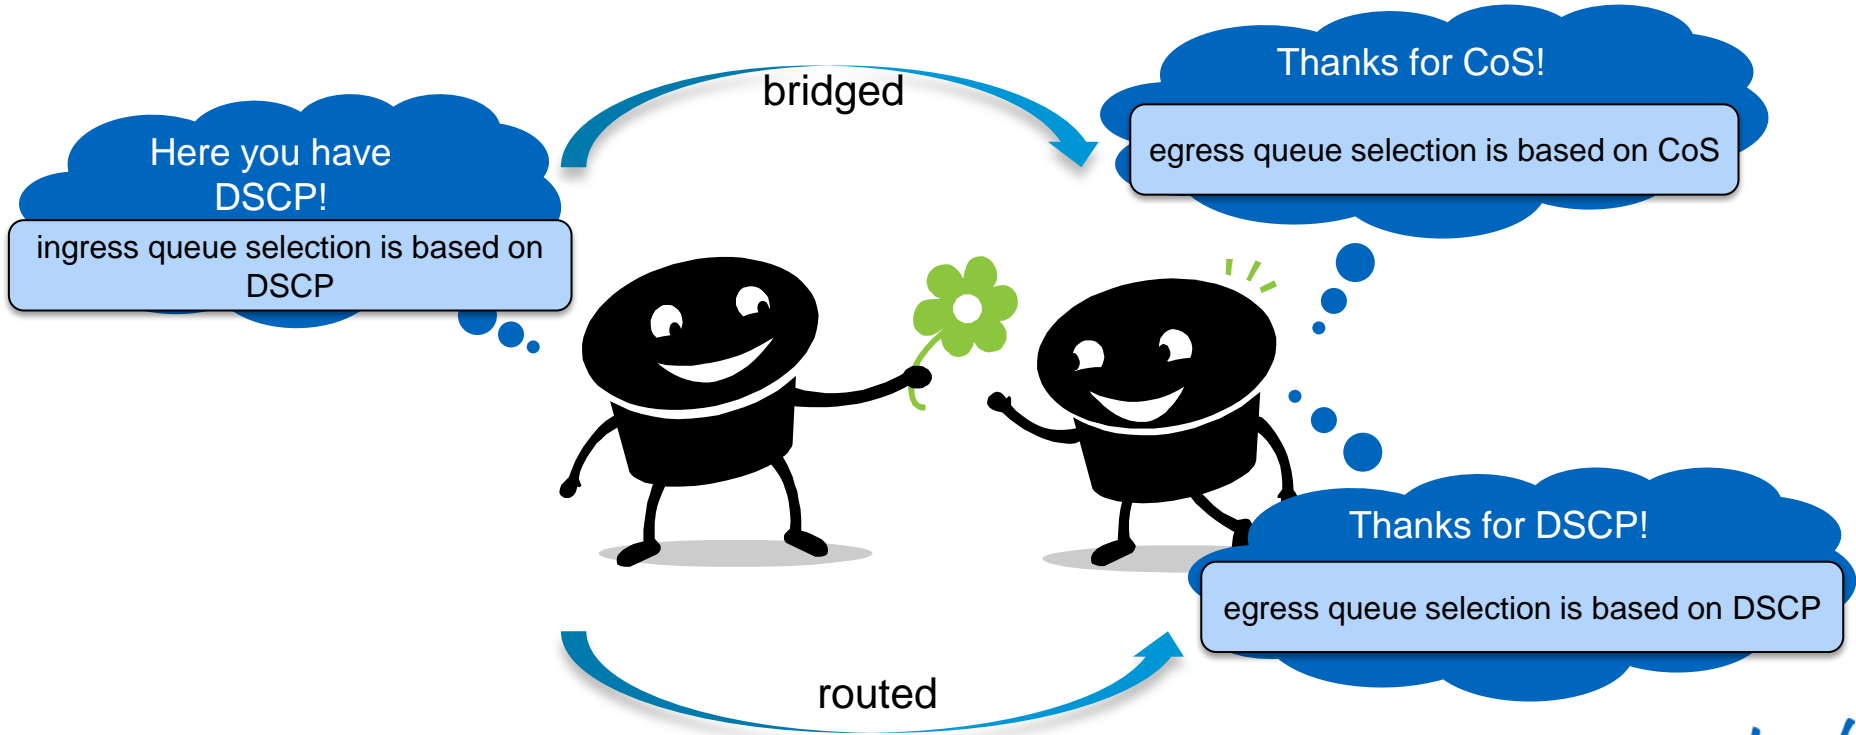 bridged
Thanks for CoS!
egress queue selection is based on CoS
Here you have
DSCP!
ingress queue selection is based on
DSCP
Thanks for DSCP!
egress queue selection is based on DSCP
routed